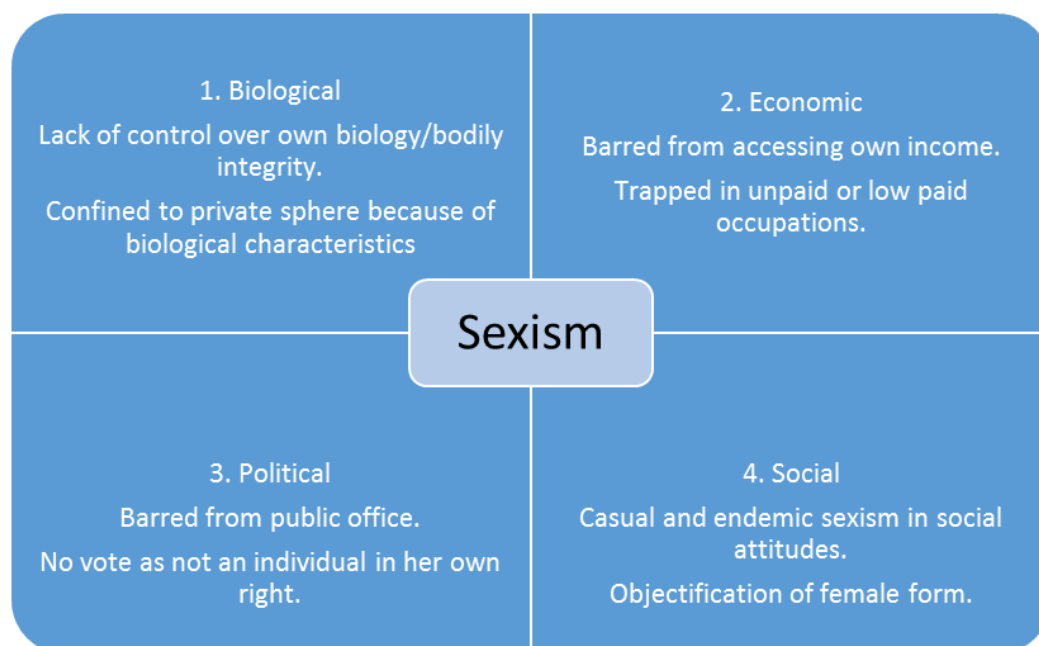 1. Biological
Lack of control over own biology/bodily
integrity.
Confined to private sphere because of
biological characteristics
2. Economic
Barred from accessing own income.
Trapped in unpaid or low paid
occupations.
Sexism
3. Political
Barred from public office.
No vote as not an individual in her own
right.
4. Social
Casual and endemic sexism in social
attitudes.
Objectification of female form.